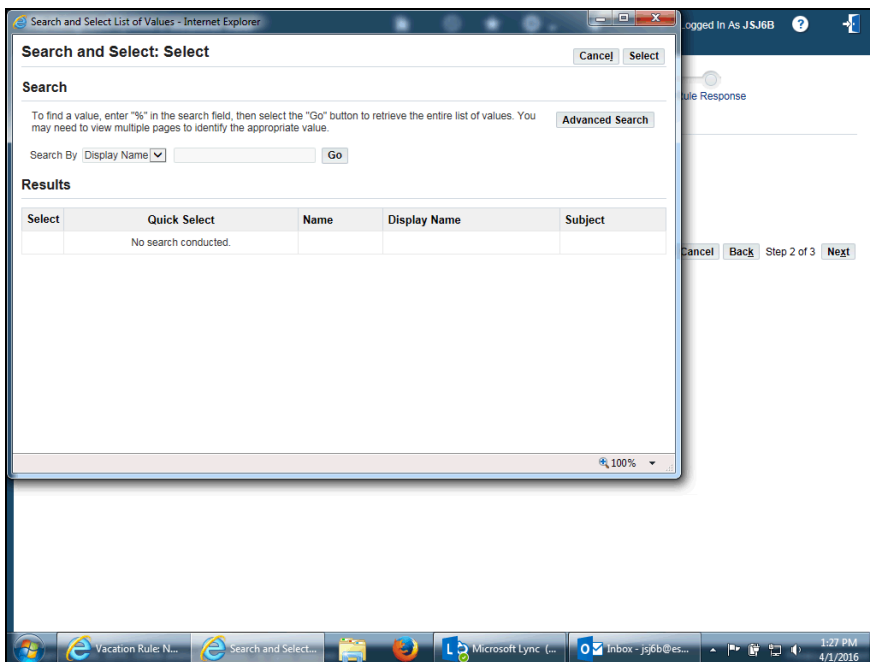 Search and Select List of Values - Internet Explorer
Logged In As JSJ6B ?
Search and Select: Select
Cancel Select
Search
To find a value, enter "%" in the search field, then select the "Go" button to retrieve the entire list of values. You
may need to view multiple pages to identify the appropriate value.
Advanced Search
Rule Response
Search By Display Name Go
Results
Select Quick Select Name Display Name Subject
No search conducted.
Cancel Back Step 2 of 3 Next
100%
Vacation Rule: N... Search and Select... Microsoft Lync (... Inbox - jsj6b@es...
1:27 PM
4/1/2016